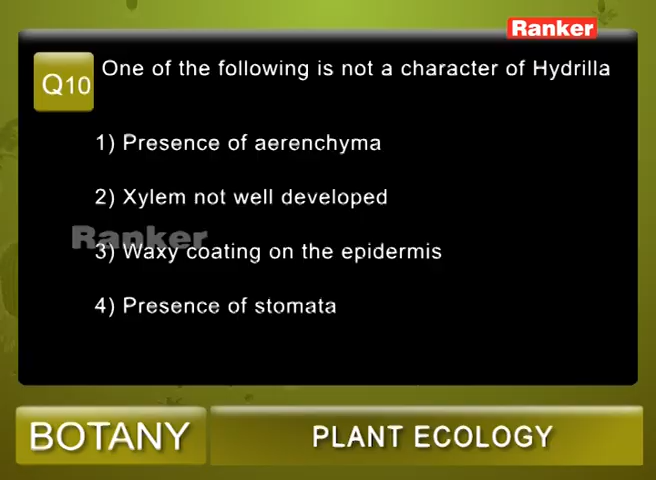 Ranker
Q10 One of the following is not a character of Hydrilla
1) Presence of aerenchyma
2) Xylem not well developed
Ranker
3) Waxy coating on the epidermis
4) Presence of stomata
BOTANY
PLANT ECOLOGY